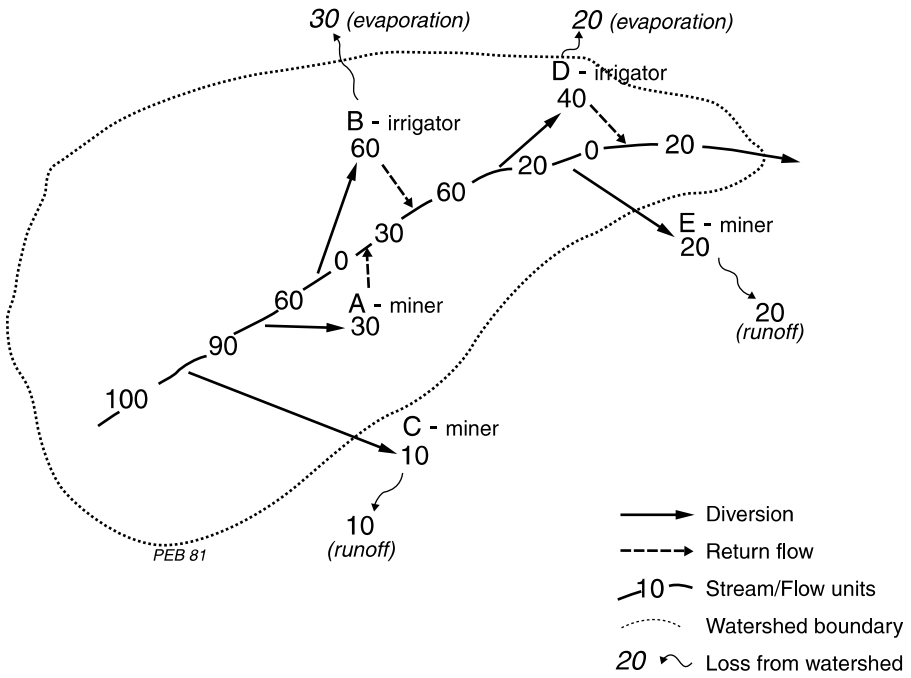 30 (evaporation)
20 (evaporation)
D - irrigator
40
B - irrigator
60
20
0
20
60
30
0
E - miner
20
60
A - miner
30
20
(runoff)
90
100
C - miner
10
10
(runoff)
PEB 81
Diversion
Return flow
10 Stream/Flow units
Watershed boundary
20 Loss from watershed